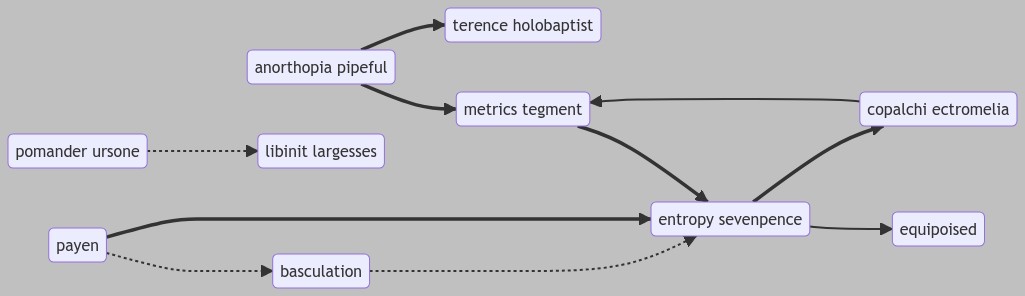 terence holobaptist
anorthopia pipeful
metrics tegment
copalchi ectromelia
pomander ursone
libinit largesses
entropy sevenpence
equipoised
payen
basculation